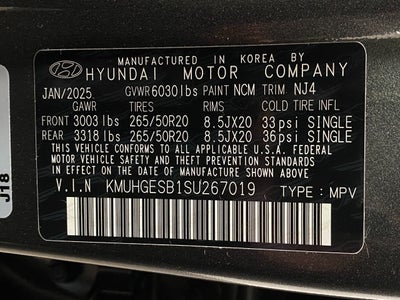 MANUFACTURED IN KOREA BY
HYUNDAI MOTOR COMPANY
JAN/2025 GVWR 6030lbs PAINT NCM TRIM NJ4
GAWR TIRES RIMS COLD TIRE INFL
FRONT 3003 lbs 265/50R20 8.5JX20 33psi SINGLE
REAR 3318 lbs 265/50R20 8.5JX20 36psi SINGLE
THIS VEHICLE CONFORMS TO ALL APPLICABLE U.S.A. FEDERAL
MOTOR VEHICLE SAFETY AND THEFT PREVENTION STANDARDS IN
EFFECT ON THE DATE OF MANUFACTURE SHOWN ABOVE
V.I.N KMUHGESB1SU267019 TYPE : MPV
J18